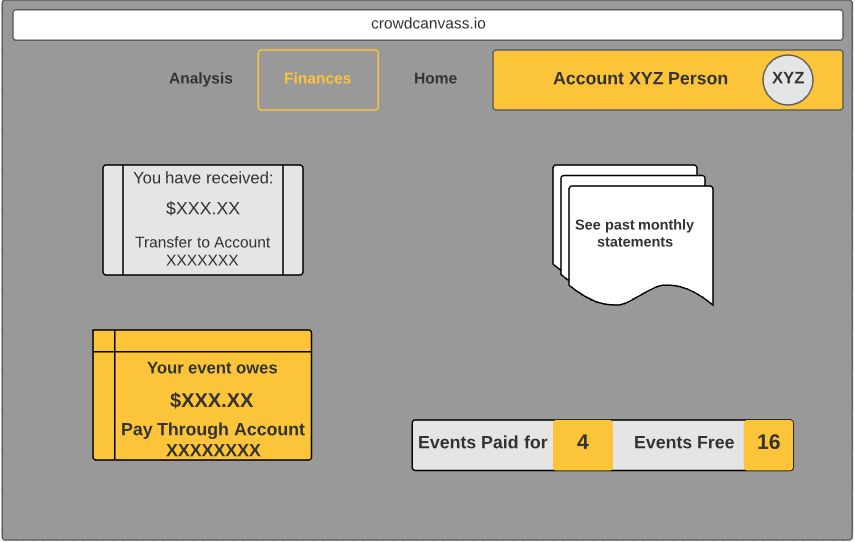 crowdcanvass.io
Analysis
Finances
Home
Account XYZ Person
XYZ
You have received:
$XXX.XX
Transfer to Account
XXXXXXX
See past monthly
statements
Your event owes
$XXX.XX
Pay Through Account
XXXXXXXX
Events Paid for
4
Events Free
16